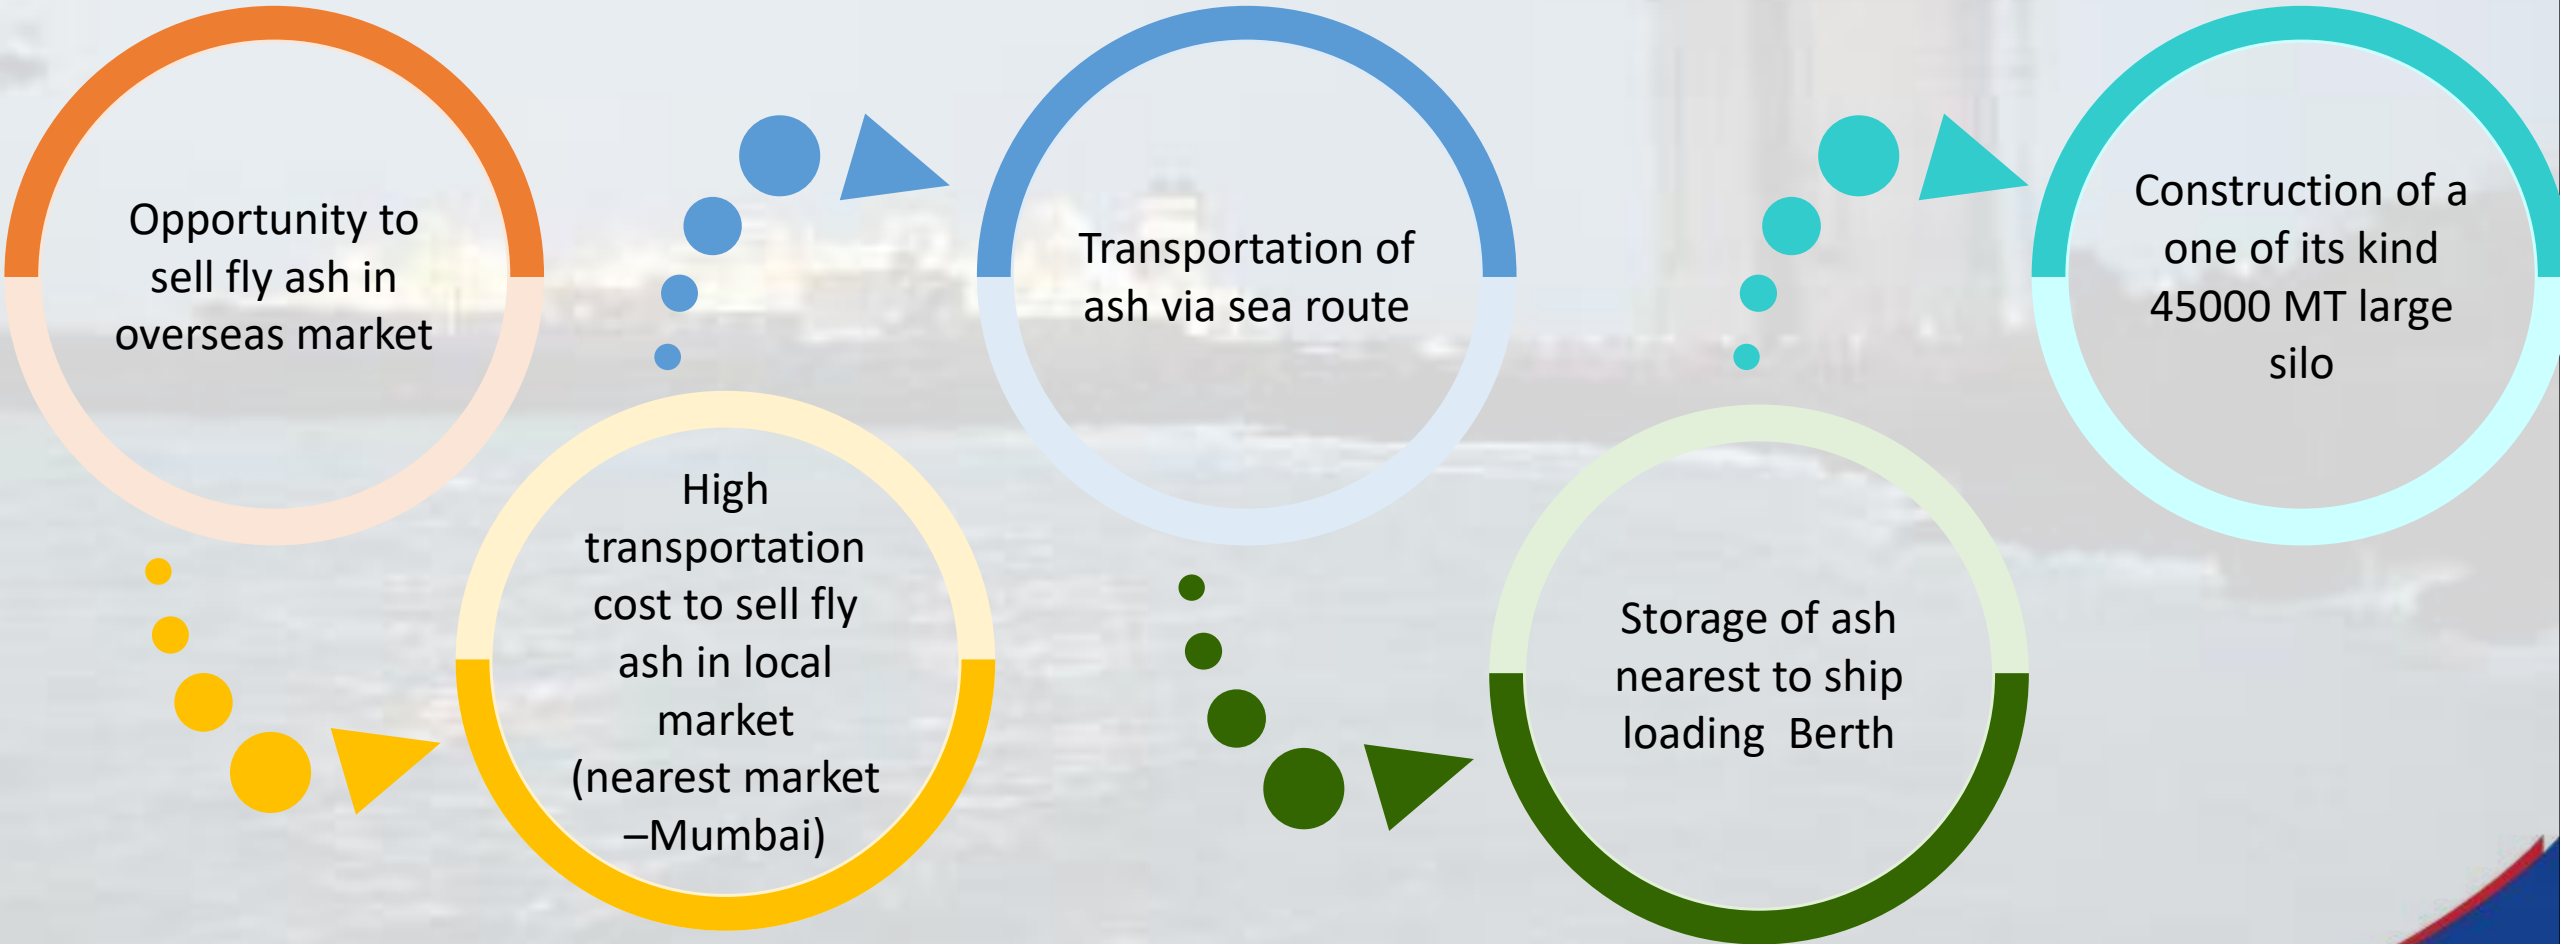 Opportunity to
sell fly ash in
overseas market
High
transportation
cost to sell fly
ash in local
market
(nearest market
–Mumbai)
Transportation of
ash via sea route
Storage of ash
nearest to ship
loading  Berth
Construction of a
one of its kind
45000 MT large
silo